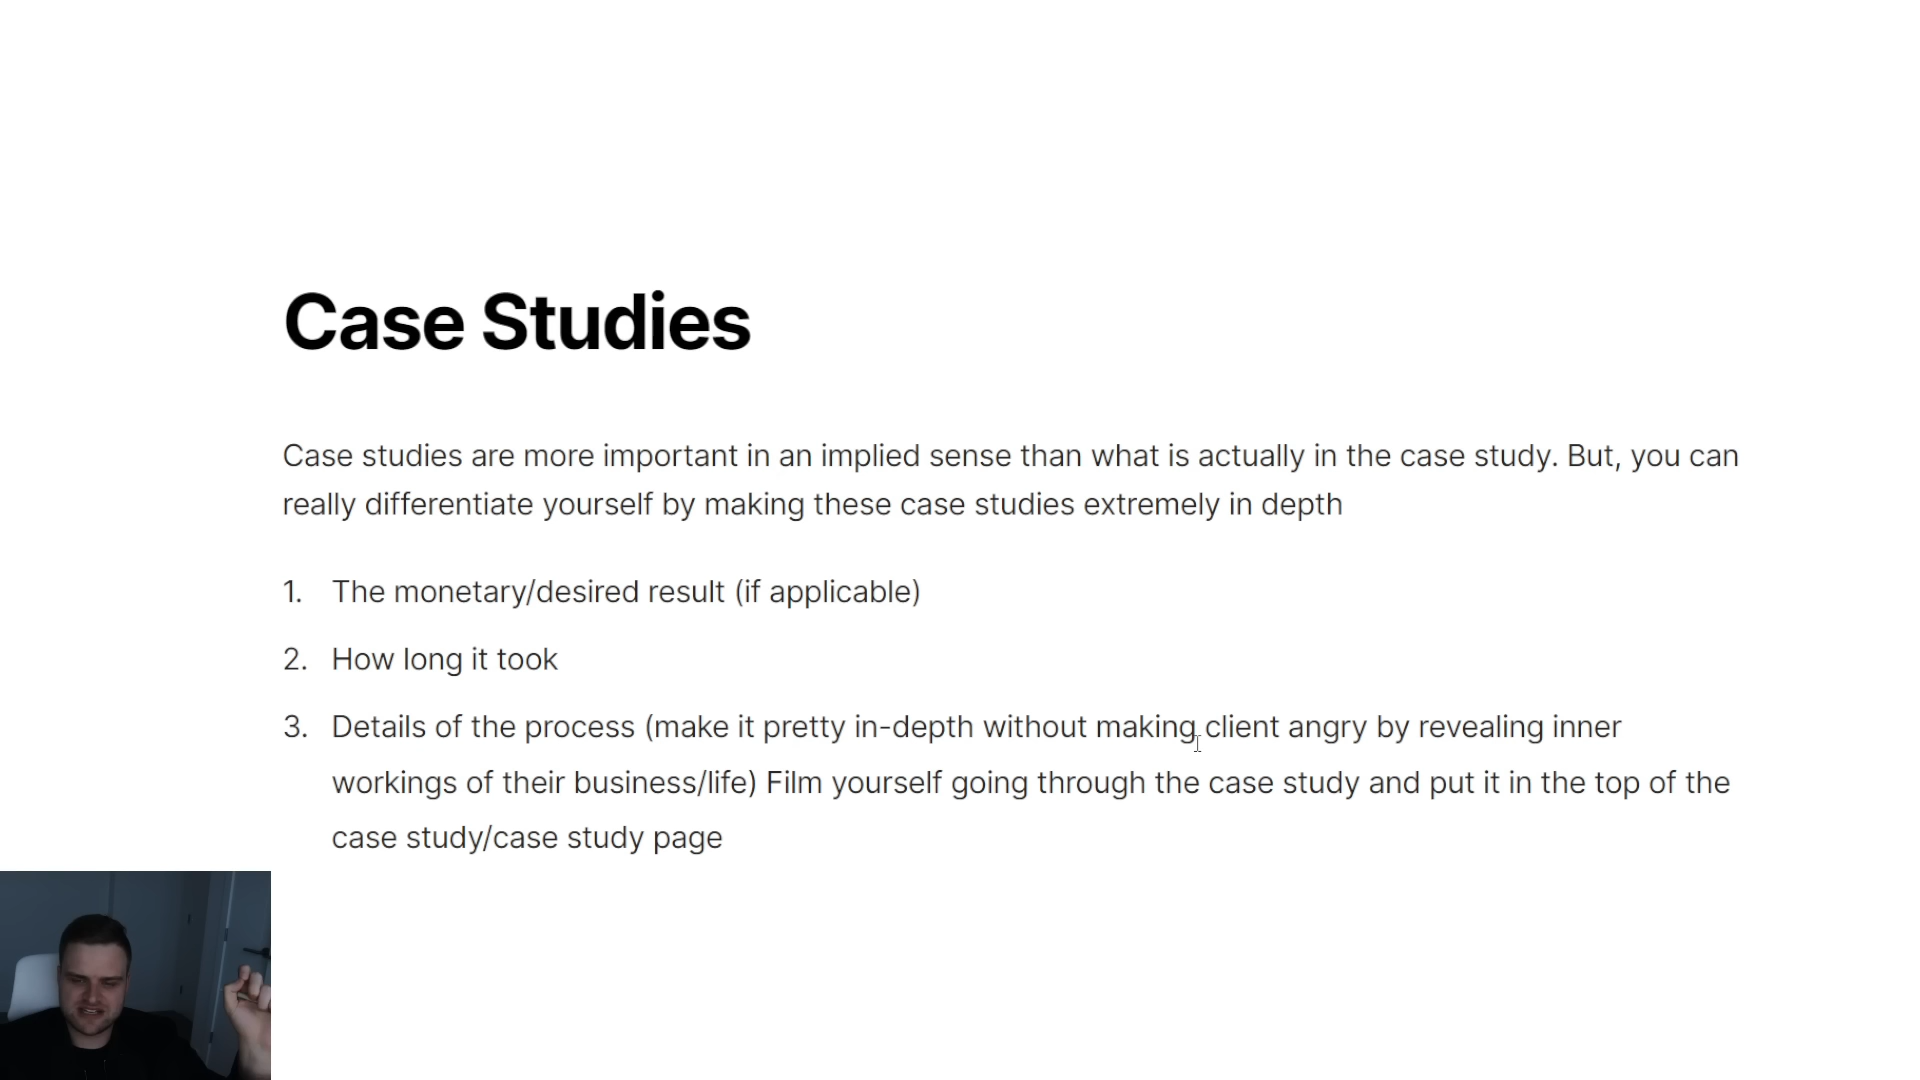 Case Studies
Case studies are more important in an implied sense than what is actually in the case study. But, you can
really differentiate yourself by making these case studies extremely in depth
1. The monetary/desired result (if applicable)
2. How long it took
3. Details of the process (make it pretty in-depth without making client angry by revealing inner
workings of their business/life) Film yourself going through the case study and put it in the top of the
case study/case study page